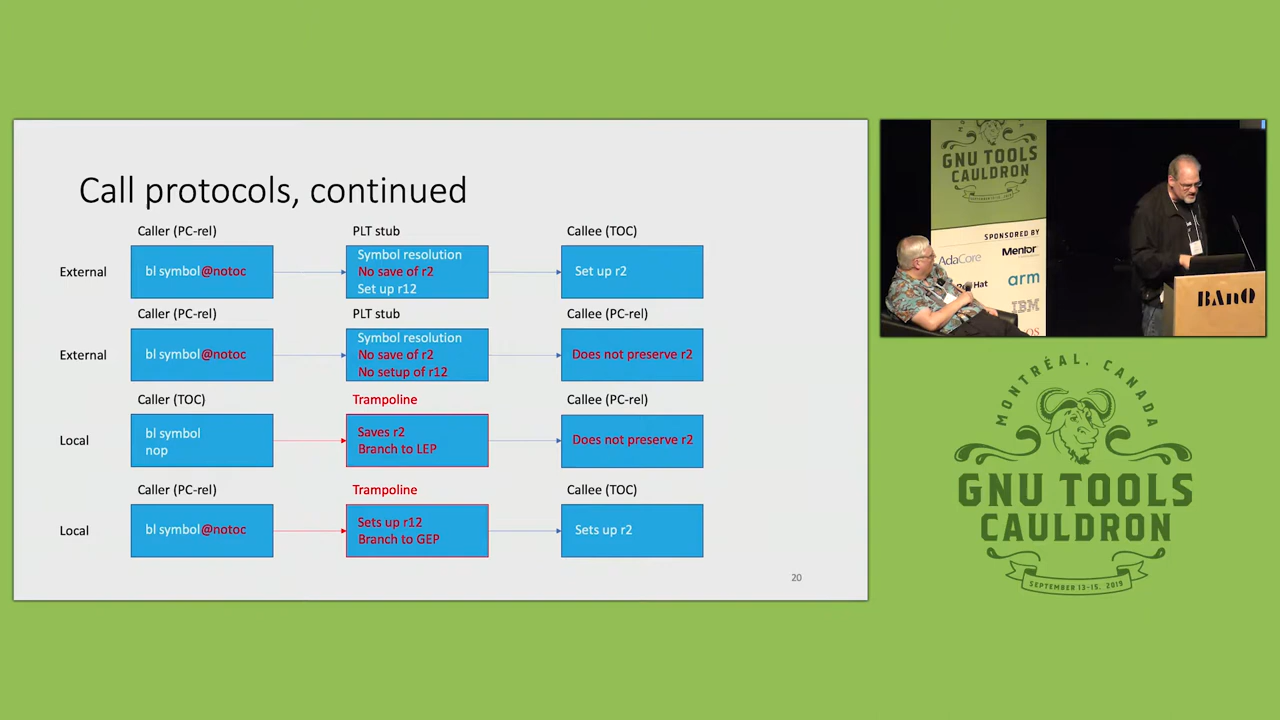 Call protocols, continued
Caller (PC-rel)
PLT stub
Callee (TOC)
External
bl symbol@notoc
Symbol resolution
No save of r2
Set up r12
Set up r2
Caller (PC-rel)
PLT stub
Callee (PC-rel)
External
bl symbol@notoc
Symbol resolution
No save of r2
No setup of r12
Does not preserve r2
Caller (TOC)
Trampoline
Callee (PC-rel)
Local
bl symbol
nop
Saves r2
Branch to LEP
Does not preserve r2
Caller (PC-rel)
Trampoline
Callee (TOC)
Local
bl symbol@notoc
Sets up r12
Branch to GEP
Sets up r2
20
GNU TOOLS
CAULDRON
SEPTEMBER 13-15, 2019
SPONSORED BY
AdaCore
Mentor
Hat
arm
IBM
BAnQ
MONTRÉAL, CANADA
GNU TOOLS
CAULDRON
SEPTEMBER 13-15, 2019